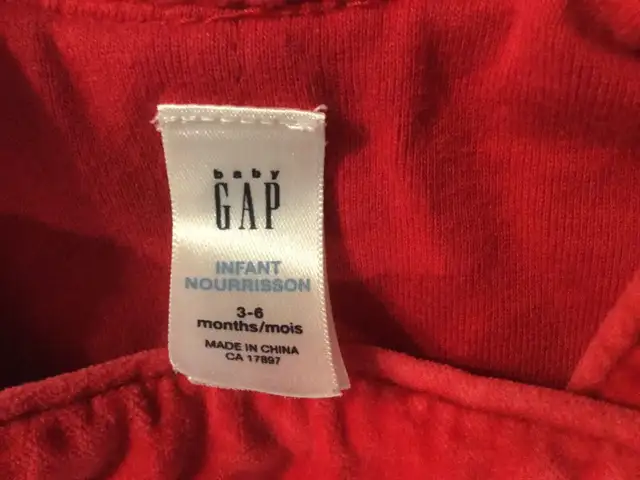 baby
GAP
INFANT
NOURRISSON
3-6
months/mois
MADE IN CHINA
CA 17897